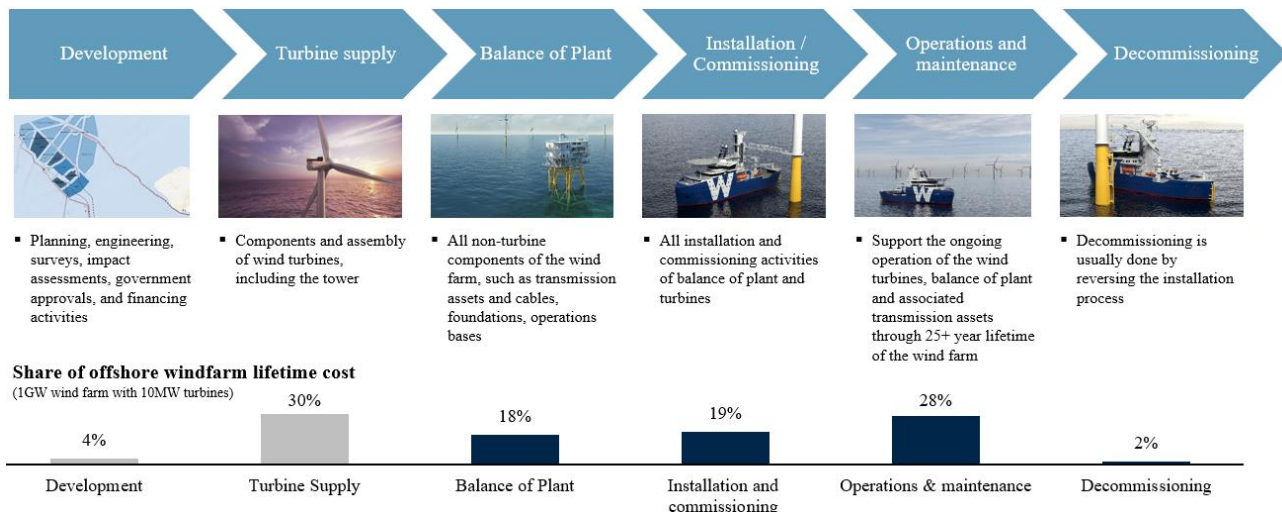 Development
Turbine supply
Balance of Plant
Installation /
Commissioning
Operations and
maintenance
Decommissioning
W
W
▪ Planning, engineering,
surveys, impact
assessments, government
approvals, and financing
activities
▪ Components and assembly
of wind turbines,
including the tower
▪ All non-turbine
components of the wind
farm, such as transmission
assets and cables,
foundations, operations
bases
▪ All installation and
commissioning activities
of balance of plant and
turbines
▪ Support the ongoing
operation of the wind
turbines, balance of plant
and associated
transmission assets
through 25+ year lifetime
of the wind farm
▪ Decommissioning is
usually done by
reversing the installation
process
Share of offshore windfarm lifetime cost
(1GW wind farm with 10MW turbines)
4%
30%
18%
19%
28%
2%
Development
Turbine Supply
Balance of Plant
Installation and
commissioning
Operations & maintenance
Decommissioning